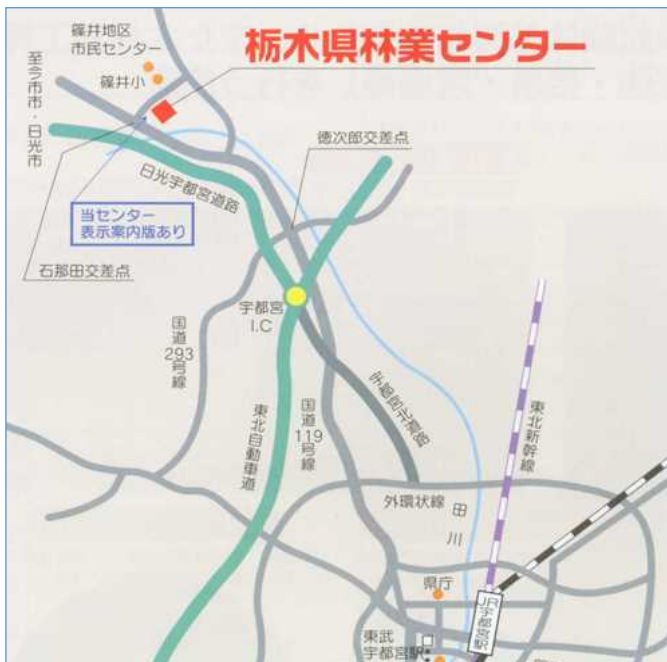 栃木県林業センター
篠井地区
市民センター
篠井小
至今市市・日光市
徳次郎交差点
日光宇都宮道路
当センター
表示案内版あり
石那田交差点
宇都宮
I.C
国道
293
号線
東北自動車道
国道
119
号線
宇都宮北道路
東北新幹線
外環状線
田川
県庁
JR宇都宮駅
東武
宇都宮駅